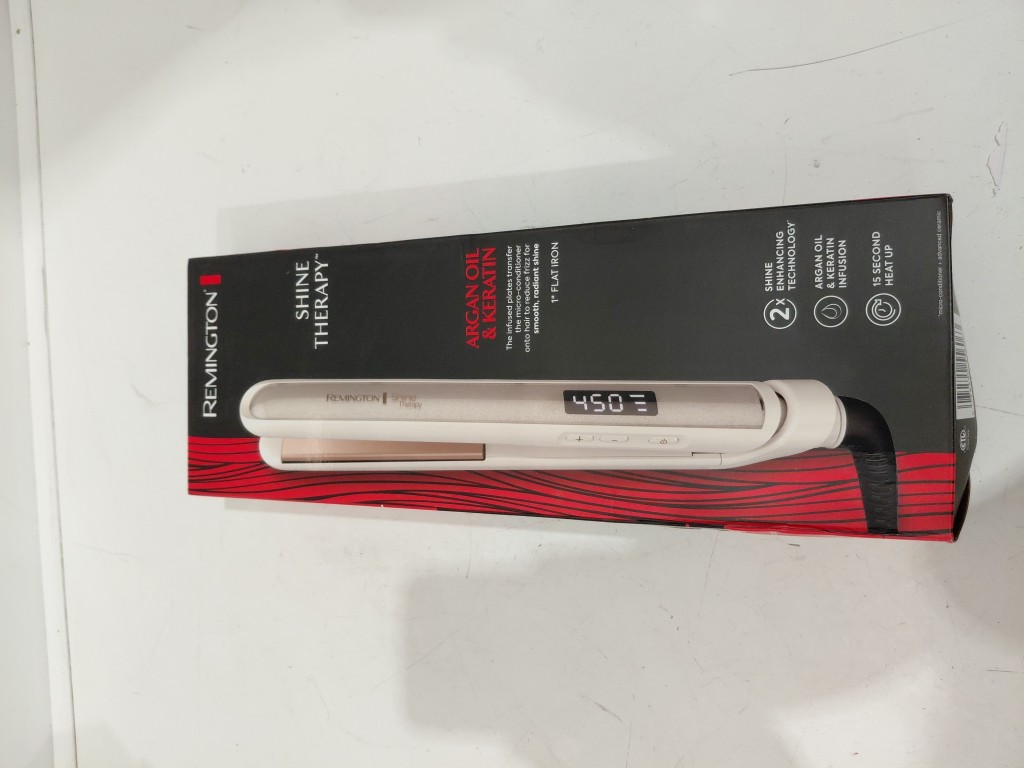 REMINGTON®
SHINE
THERAPY™
ARGAN OIL
& KERATIN
The infused plates transfer
the micro-conditioner
onto hair to reduce frizz for
smooth, radiant shine
1" FLAT IRON
REMINGTON
Shine
Therapy
450
+
-
2X
SHINE
ENHANCING
TECHNOLOGY*
ARGAN OIL
& KERATIN
INFUSION
15 SECOND
HEAT UP